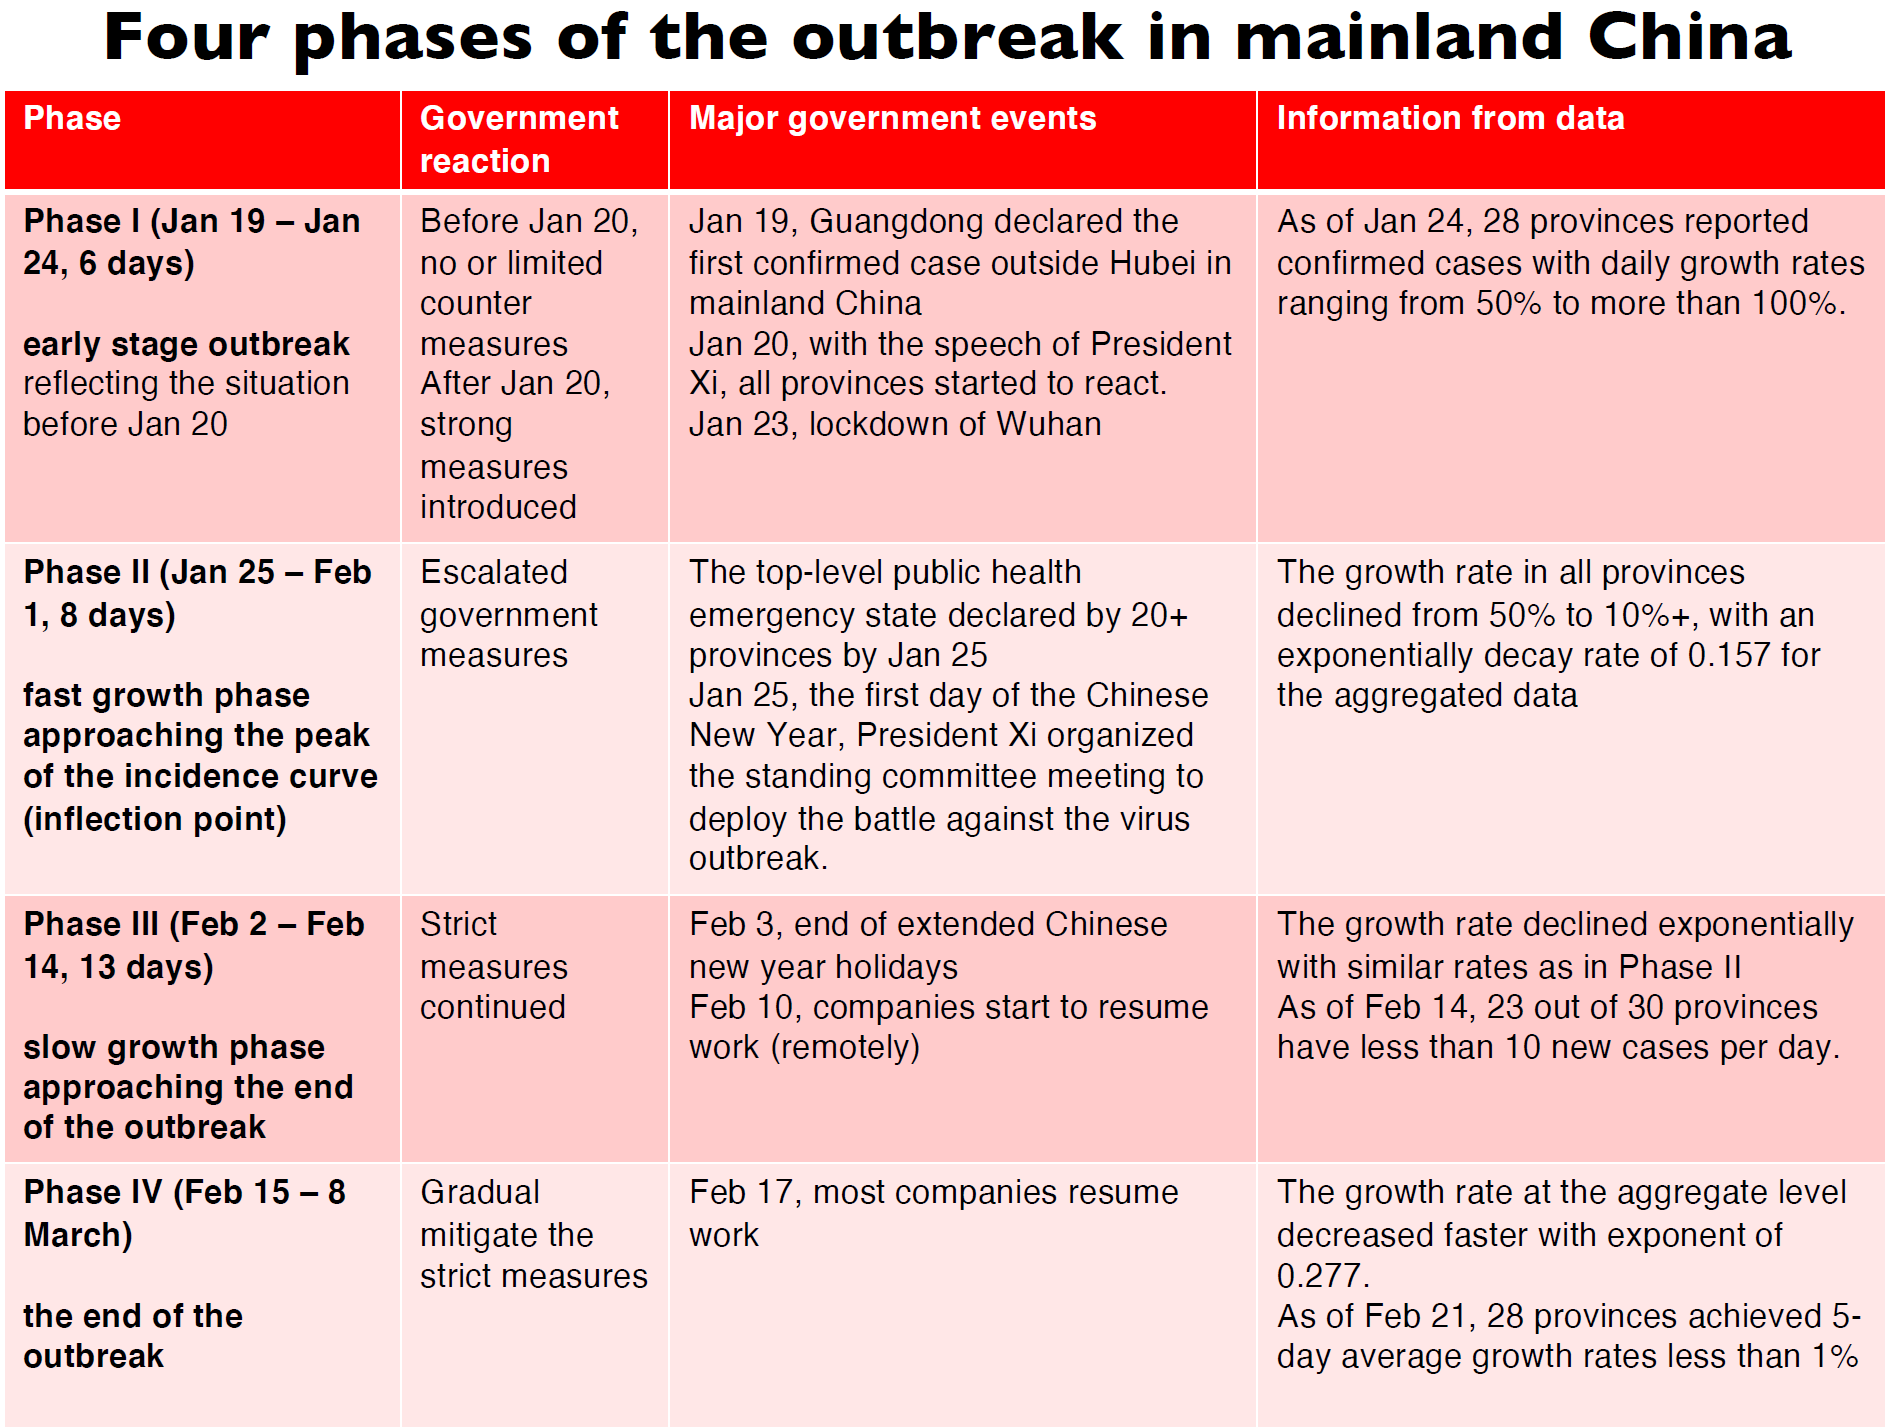 Four phases of the outbreak in mainland China
Phase
Government
reaction
Major government events
Information from data
Phase I (Jan 19 – Jan
24, 6 days)
early stage outbreak
reflecting the situation
before Jan 20
Before Jan 20,
no or limited
counter
measures
After Jan 20,
strong
measures
introduced
Jan 19, Guangdong declared the
first confirmed case outside Hubei in
mainland China
Jan 20, with the speech of President
Xi, all provinces started to react.
Jan 23, lockdown of Wuhan
As of Jan 24, 28 provinces reported
confirmed cases with daily growth rates
ranging from 50% to more than 100%.
Phase II (Jan 25 – Feb
1, 8 days)
fast growth phase
approaching the peak
of the incidence curve
(inflection point)
Escalated
government
measures
The top-level public health
emergency state declared by 20+
provinces by Jan 25
Jan 25, the first day of the Chinese
New Year, President Xi organized
the standing committee meeting to
deploy the battle against the virus
outbreak.
The growth rate in all provinces
declined from 50% to 10%+, with an
exponentially decay rate of 0.157 for
the aggregated data
Phase III (Feb 2 – Feb
14, 13 days)
slow growth phase
approaching the end
of the outbreak
Strict
measures
continued
Feb 3, end of extended Chinese
new year holidays
Feb 10, companies start to resume
work (remotely)
The growth rate declined exponentially
with similar rates as in Phase II
As of Feb 14, 23 out of 30 provinces
have less than 10 new cases per day.
Phase IV (Feb 15 – 8
March)
the end of the
outbreak
Gradual
mitigate the
strict measures
Feb 17, most companies resume
work
The growth rate at the aggregate level
decreased faster with exponent of
0.277.
As of Feb 21, 28 provinces achieved 5-
day average growth rates less than 1%